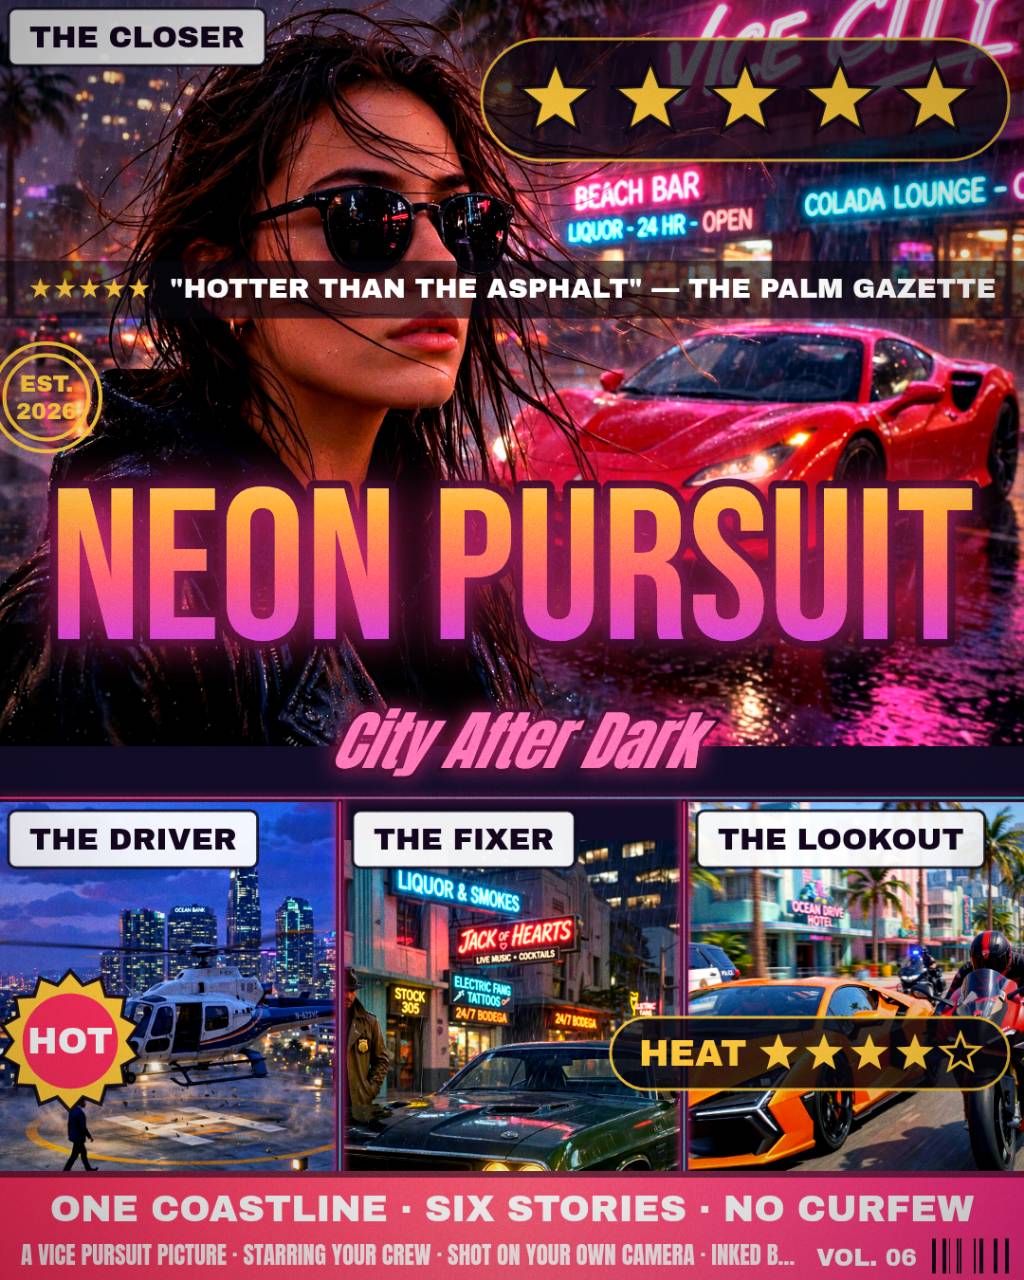 THE CLOSER
VICE CITY
BEACH BAR
LIQUOR - 24 HR - OPEN
COLADA LOUNGE -
★★★★★ "HOTTER THAN THE ASPHALT" — THE PALM GAZETTE
EST.
2026
NEON PURSUIT
City After Dark
THE DRIVER
OCEAN BANK
HOT
THE FIXER
LIQUOR & SMOKES
JACK OF HEARTS
LIVE MUSIC • COCKTAILS
ELECTRIC FANG
TATTOOS
STOCK
305
24/7 BODEGA
24/7 BODEGA
THE LOOKOUT
OCEAN DRIVE
HOTEL
HEAT ★★★★☆
ONE COASTLINE · SIX STORIES · NO CURFEW
A VICE PURSUIT PICTURE · STARRING YOUR CREW · SHOT ON YOUR OWN CAMERA · INKED B...
VOL. 06